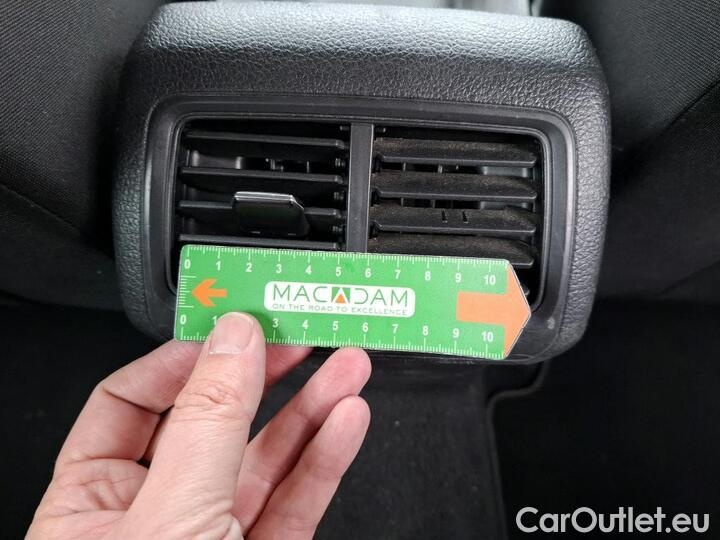 0 1 2 3 4 5 6 7 8 9 10
MACADAM
ON THE ROAD TO EXCELLENCE
0 1 3 4 5 6 7 8 9 10
CarOutlet.eu